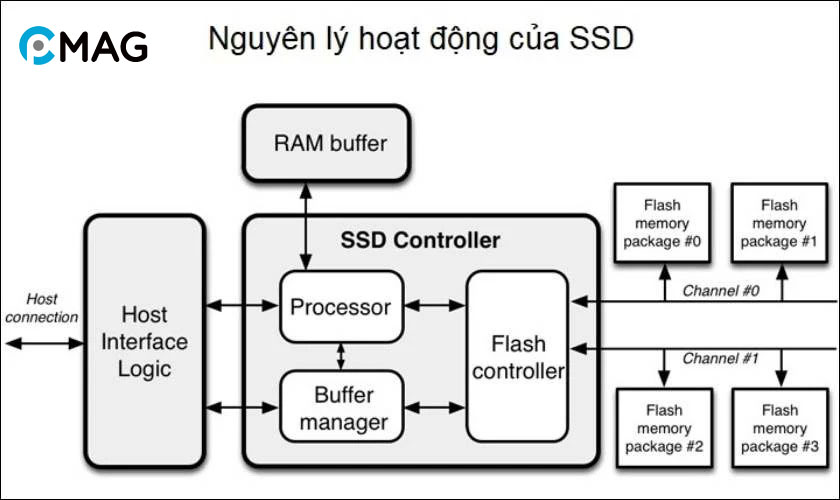 PCMAG
Nguyên lý hoạt động của SSD
RAM buffer
SSD Controller
Host
connection
Host
Interface
Logic
Processor
Buffer
manager
Flash
controller
Flash
memory
package #0
Flash
memory
package #1
Channel #0
Channel #1
Flash
memory
package #2
Flash
memory
package #3